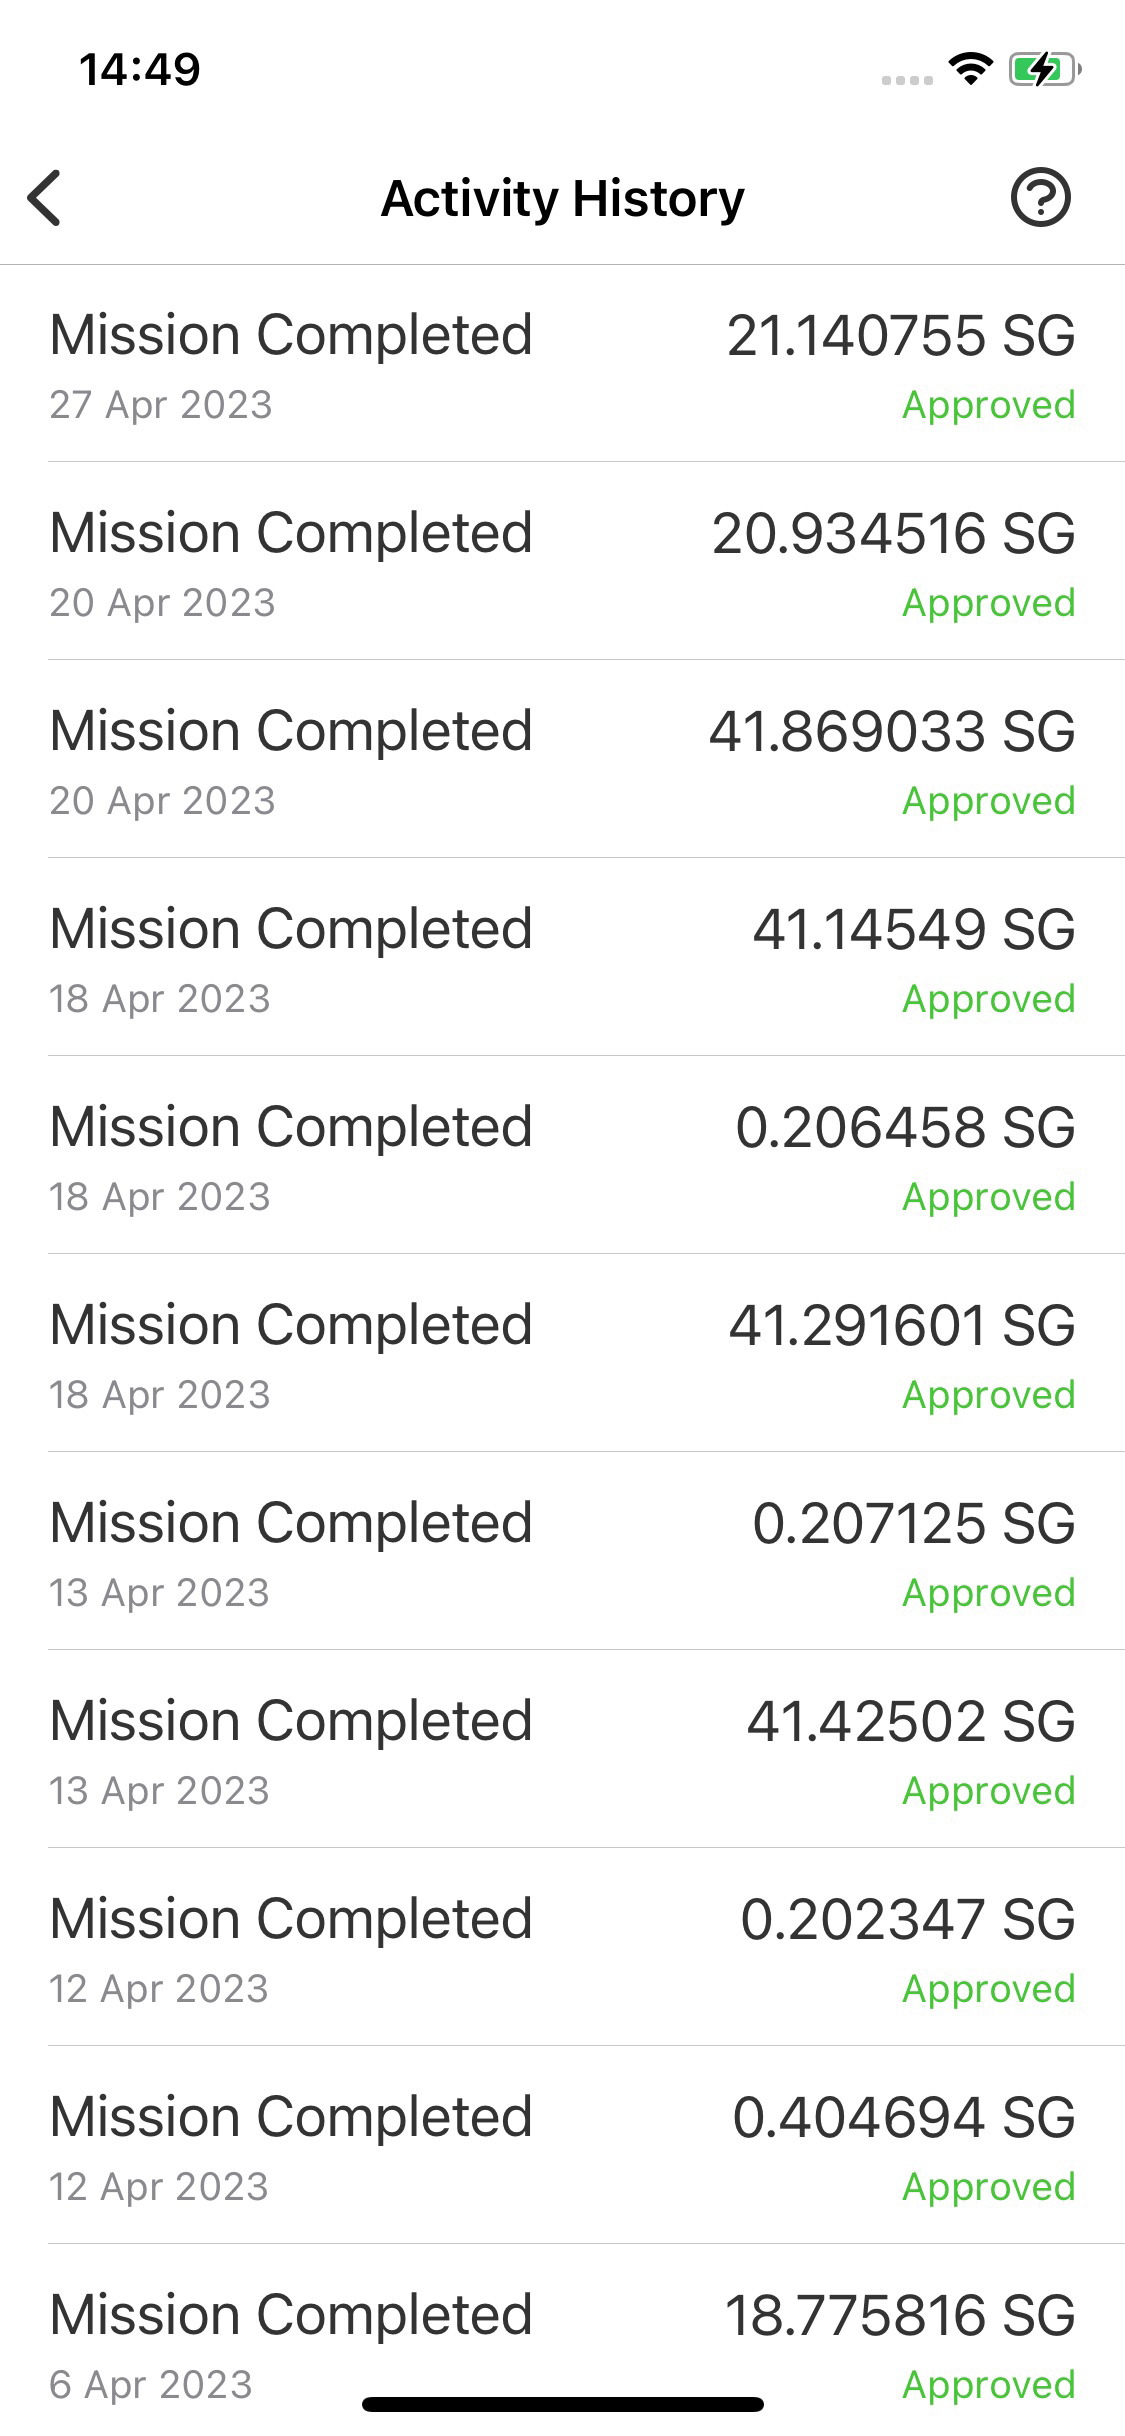 14:49
Activity History
Mission Completed 21.140755 SG
27 Apr 2023 Approved
Mission Completed 20.934516 SG
20 Apr 2023 Approved
Mission Completed 41.869033 SG
20 Apr 2023 Approved
Mission Completed 41.14549 SG
18 Apr 2023 Approved
Mission Completed 0.206458 SG
18 Apr 2023 Approved
Mission Completed 41.291601 SG
18 Apr 2023 Approved
Mission Completed 0.207125 SG
13 Apr 2023 Approved
Mission Completed 41.42502 SG
13 Apr 2023 Approved
Mission Completed 0.202347 SG
12 Apr 2023 Approved
Mission Completed 0.404694 SG
12 Apr 2023 Approved
Mission Completed 18.775816 SG
6 Apr 2023 Approved